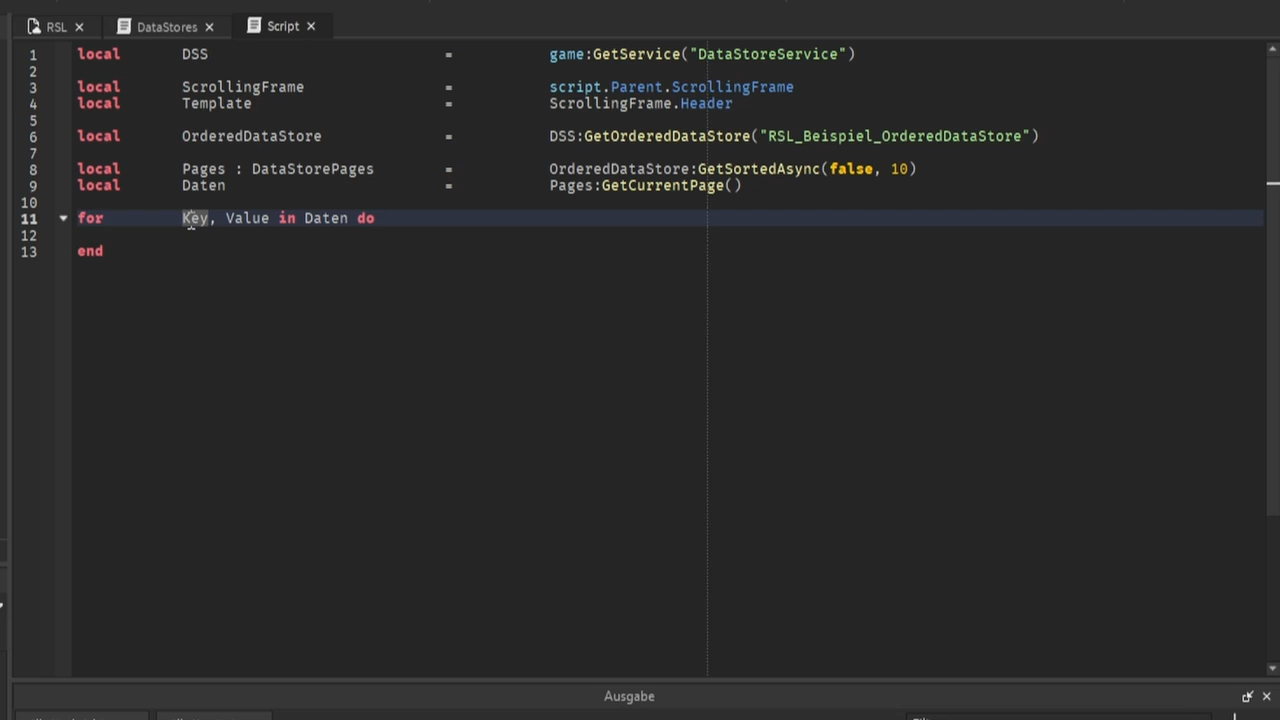 RSL DataStores Script
1 local DSS = game:GetService("DataStoreService")
2
3 local ScrollingFrame = script.Parent.ScrollingFrame
4 local Template = ScrollingFrame.Header
5
6 local OrderedDataStore = DSS:GetOrderedDataStore("RSL_Beispiel_OrderedDataStore")
7
8 local Pages : DataStorePages = OrderedDataStore:GetSortedAsync(false, 10)
9 local Daten = Pages:GetCurrentPage()
10
11 for Key, Value in Daten do
12
13 end
Ausgabe